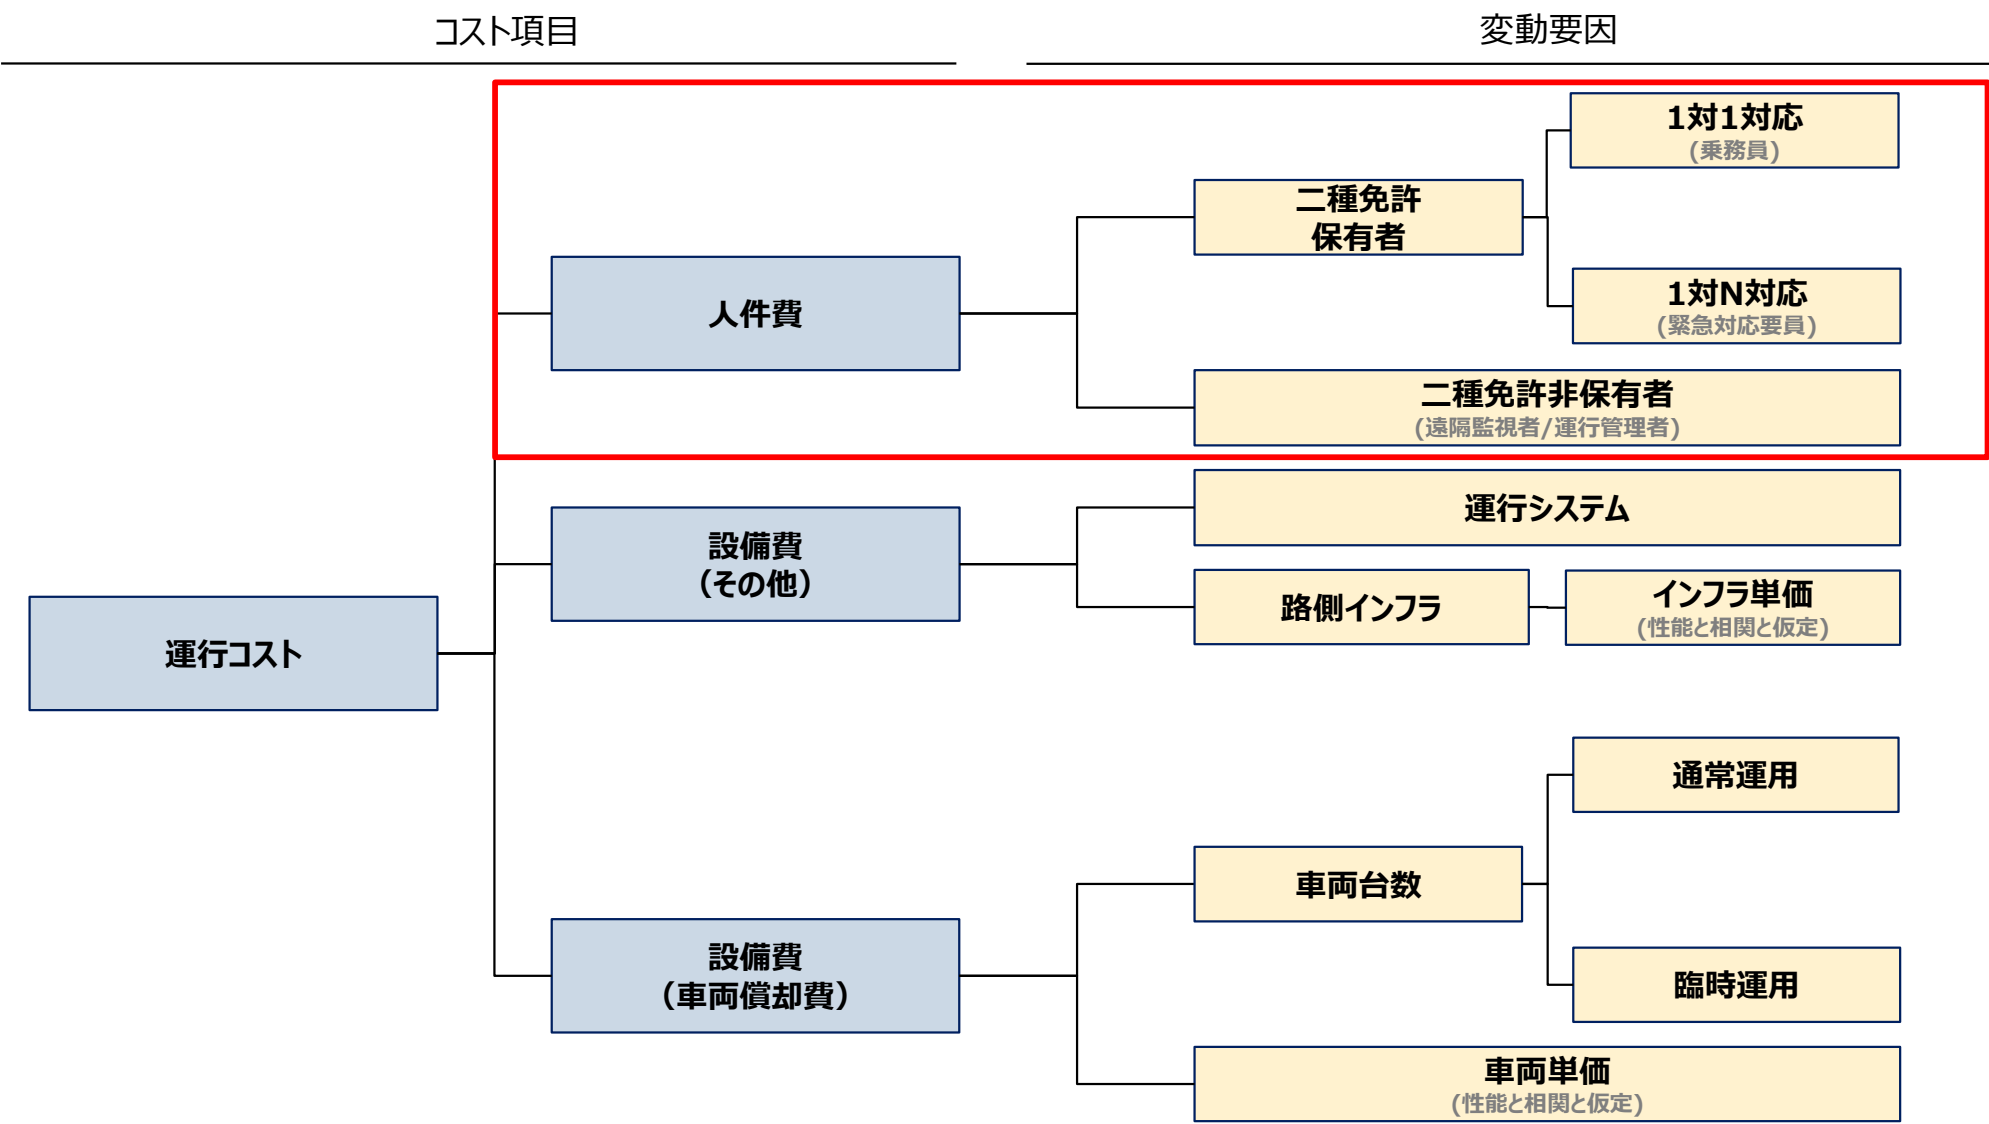 コスト項目
変動要因
1対1対応
(乗務員)
二種免許
保有者
1対N対応
(緊急対応要員)
人件費
二種免許非保有者
(遠隔監視者/運行管理者)
運行システム
設備費
（その他）
路側インフラ
インフラ単価
(性能と相関と仮定)
運行コスト
通常運用
車両台数
設備費
（車両償却費）
臨時運用
車両単価
(性能と相関と仮定)